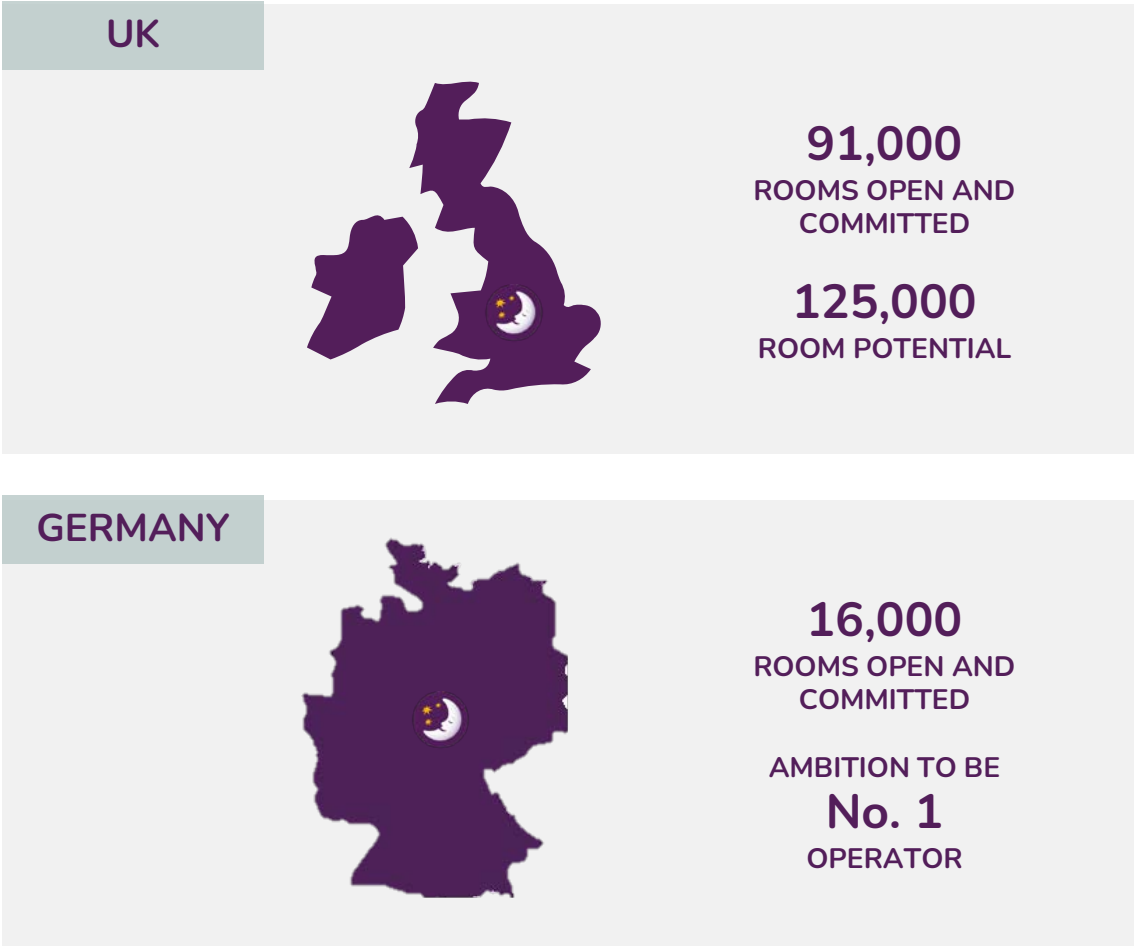 UK
91,000
ROOMS OPEN AND
COMMITTED
125,000
ROOM POTENTIAL
GERMANY
16,000
ROOMS OPEN AND
COMMITTED
AMBITION TO BE
No. 1
OPERATOR